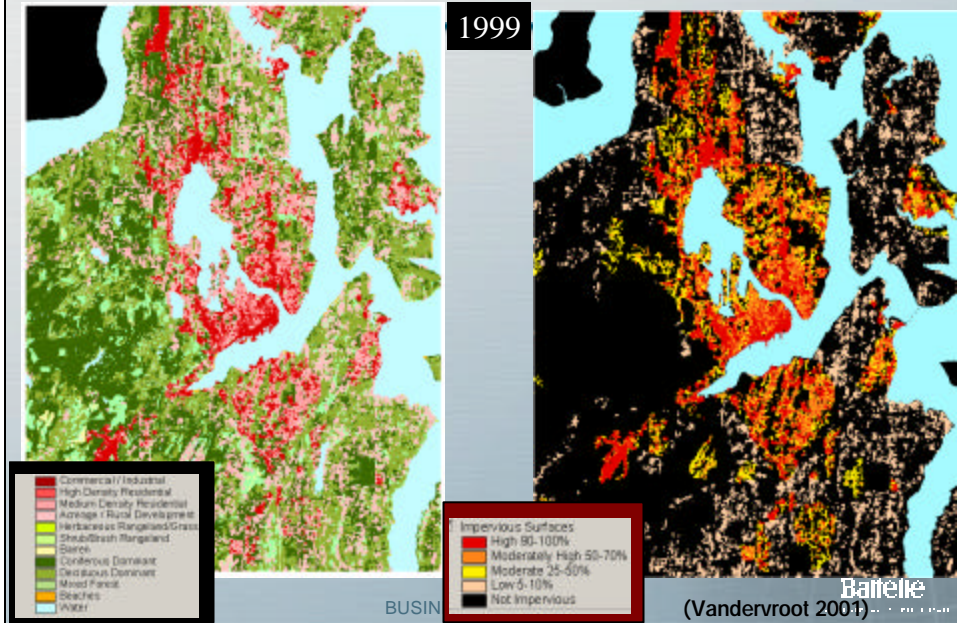 1999
Commercial / Industrial
High Density Residential
Medium Density Residential
Acreage / Rural Development
Herbaceous Rangeland/Grass
Shrub/Brush Rangeland
Barren
Coniferous Dominant
Deciduous Dominant
Mixed Forest
Beaches
Water
Impervious Surfaces
High 90-100%
Moderately High 50-70%
Moderate 25-50%
Low 5-10%
Not Impervious
BUSIN
(Vandervroot 2001)
Battelle